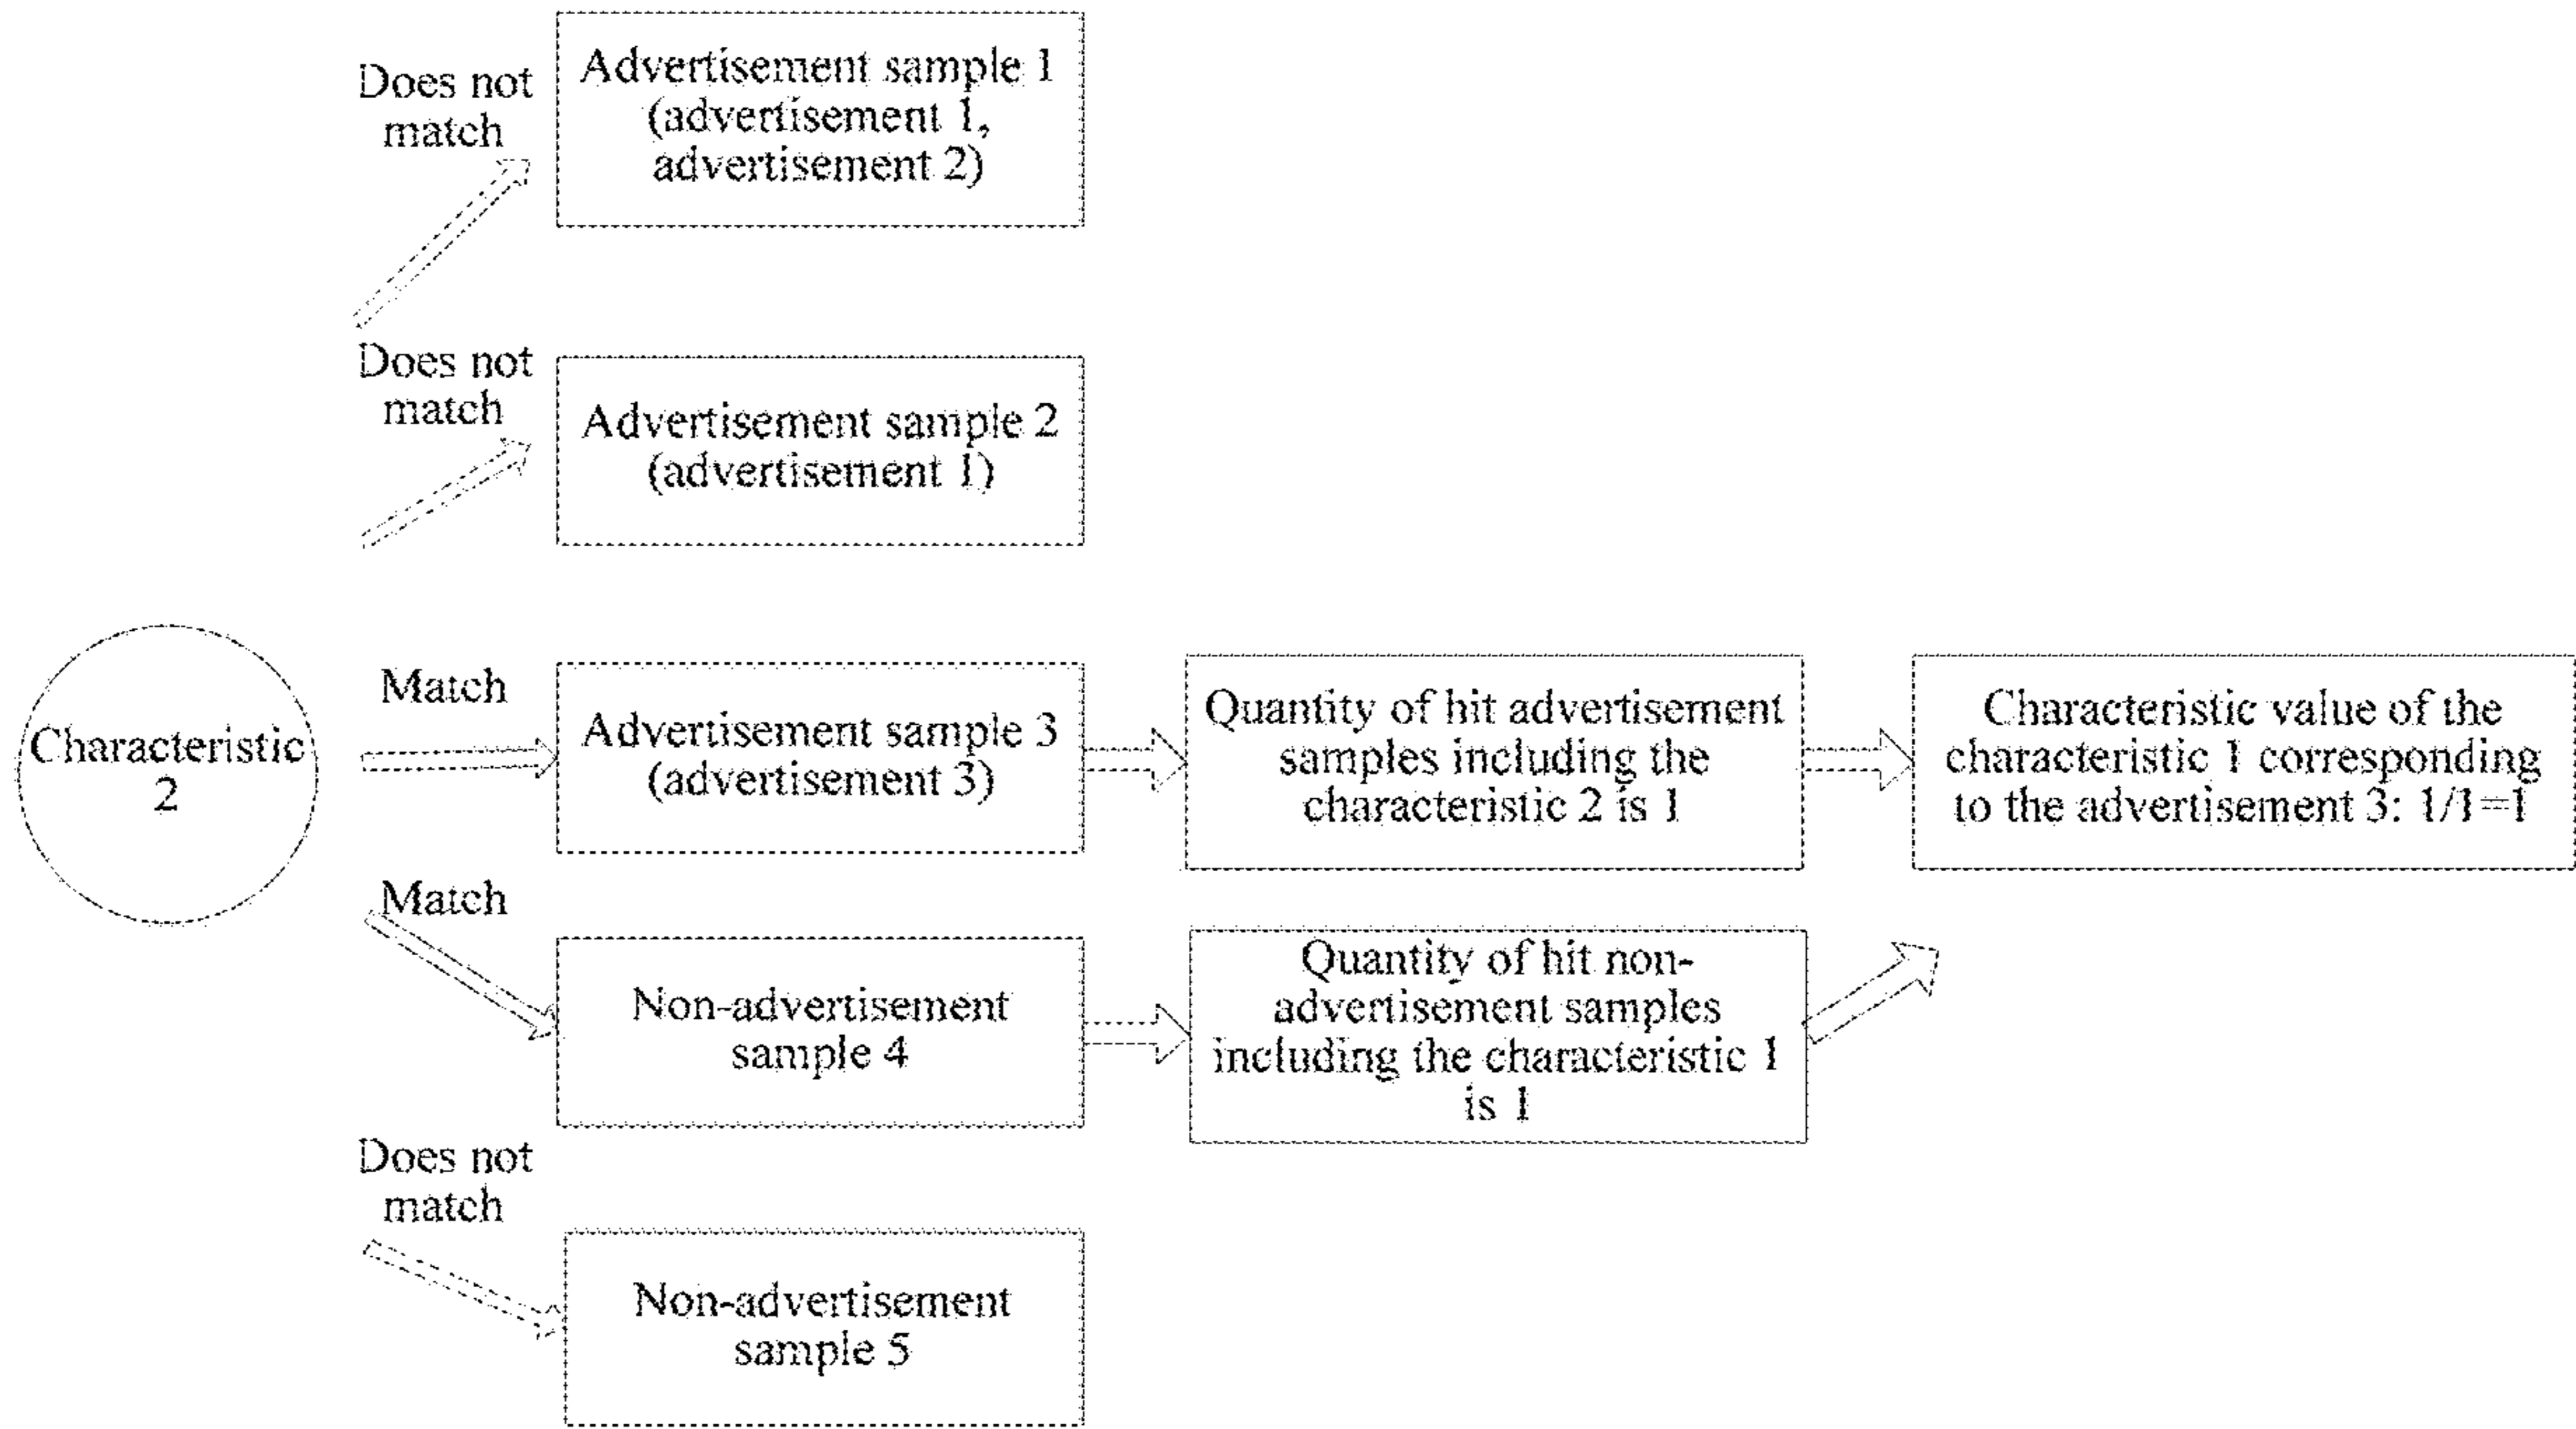 Does not
match
Advertisement sample 1
(advertisement 1,
advertisement 2)
Does not
match
Advertisement sample 2
(advertisement 1)
Characteristic
2
Match
Advertisement sample 3
(advertisement 3)
Quantity of hit advertisement
samples including the
characteristic 2 is 1
Characteristic value of the
characteristic 1 corresponding
to the advertisement 3: 1/1=1
Match
Non-advertisement
sample 4
Quantity of hit non-
advertisement samples
including the characteristic 1
is 1
Does not
match
Non-advertisement
sample 5